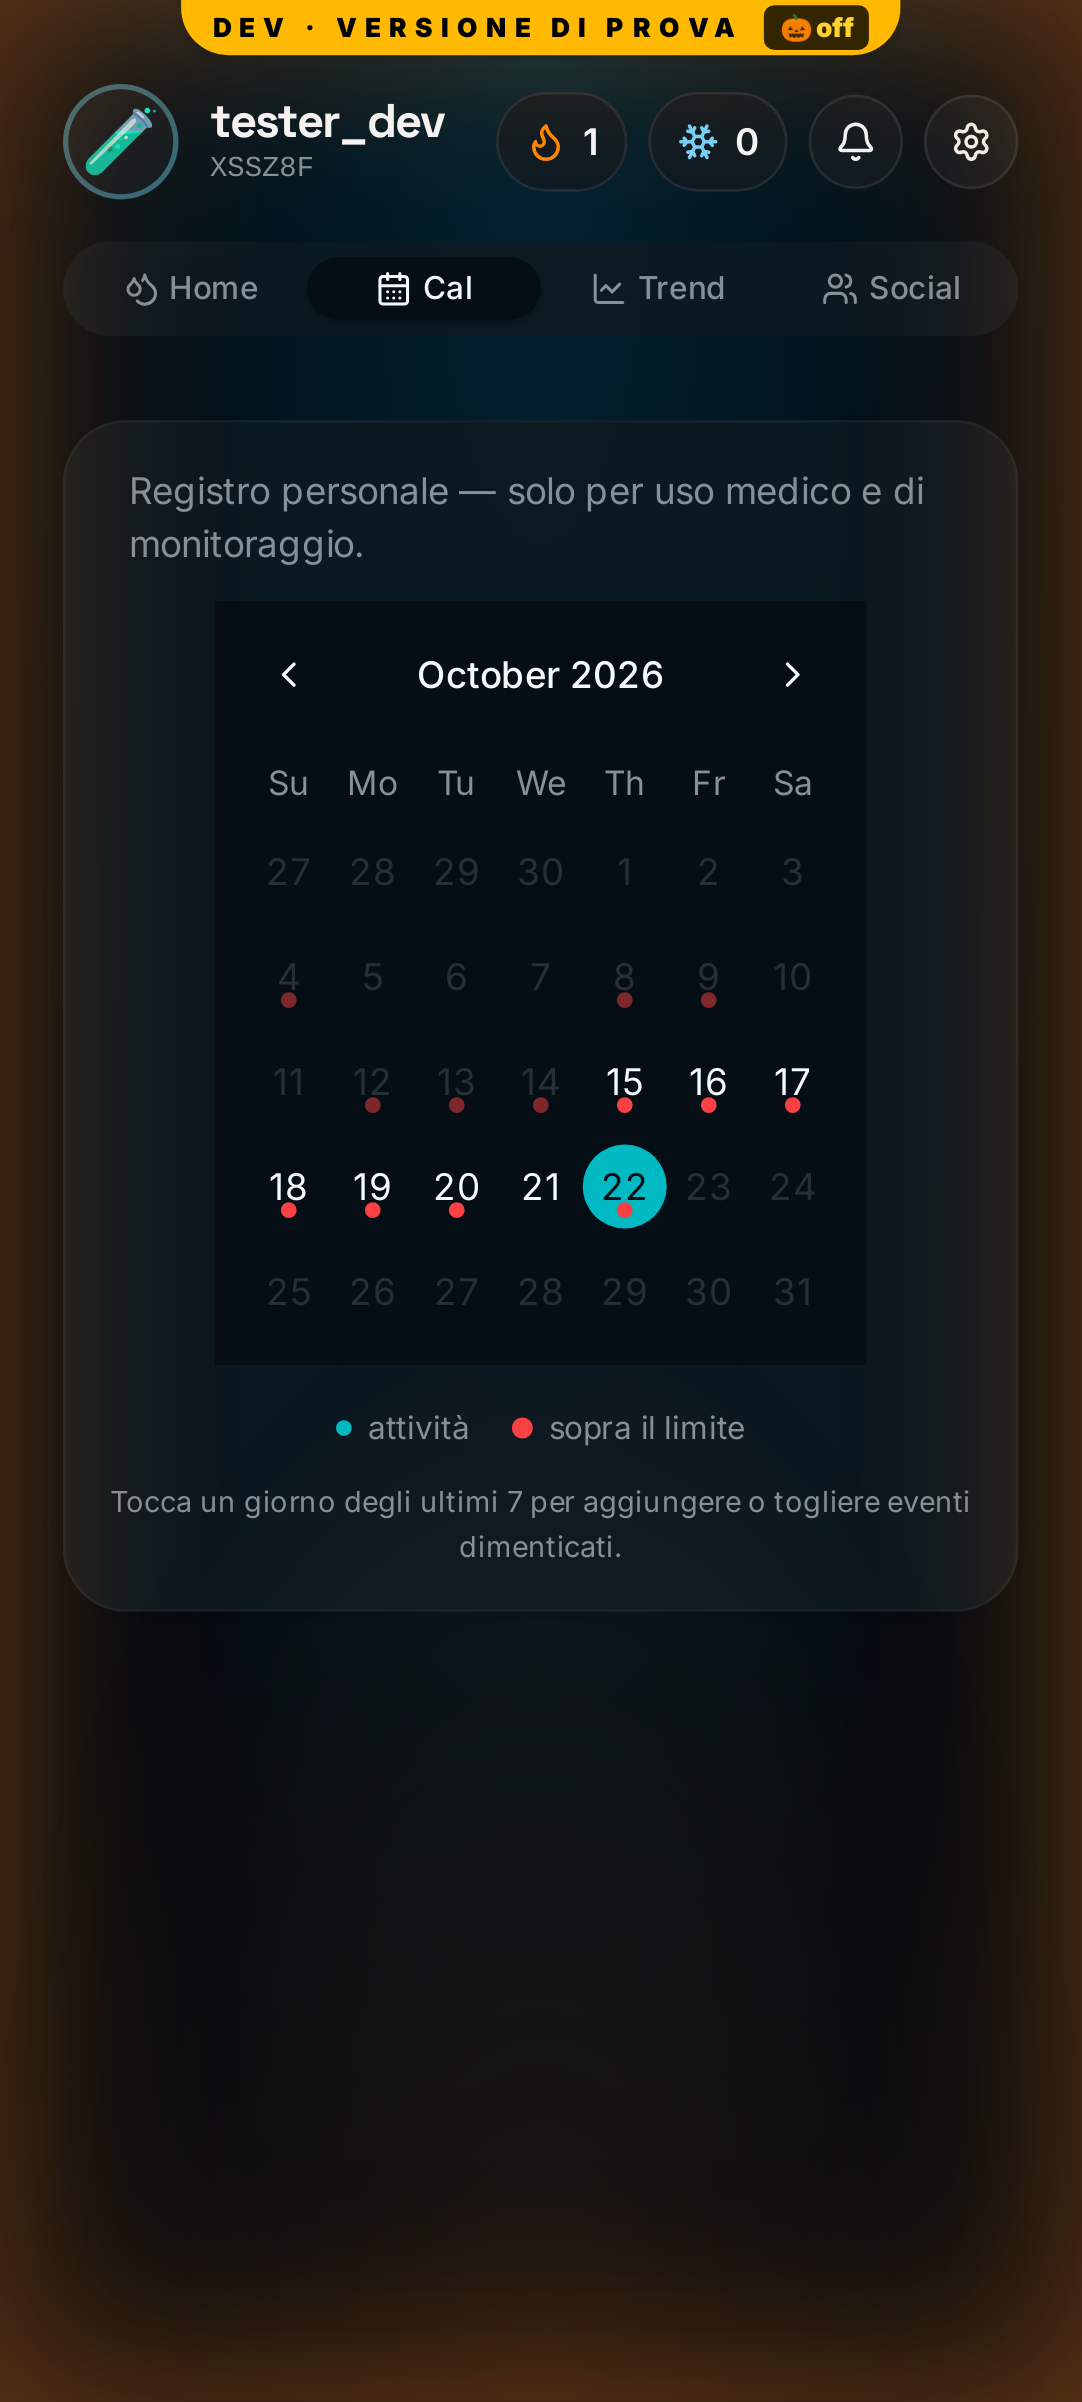 DEV · VERSIONE DI PROVA 🎃off
tester_dev
XSSZ8F
1
0
Home Cal Trend Social
Registro personale — solo per uso medico e di
monitoraggio.
October 2026
Su Mo Tu We Th Fr Sa
27 28 29 30 1 2 3
4 5 6 7 8 9 10
11 12 13 14 15 16 17
18 19 20 21 22 23 24
25 26 27 28 29 30 31
attività sopra il limite
Tocca un giorno degli ultimi 7 per aggiungere o togliere eventi
dimenticati.